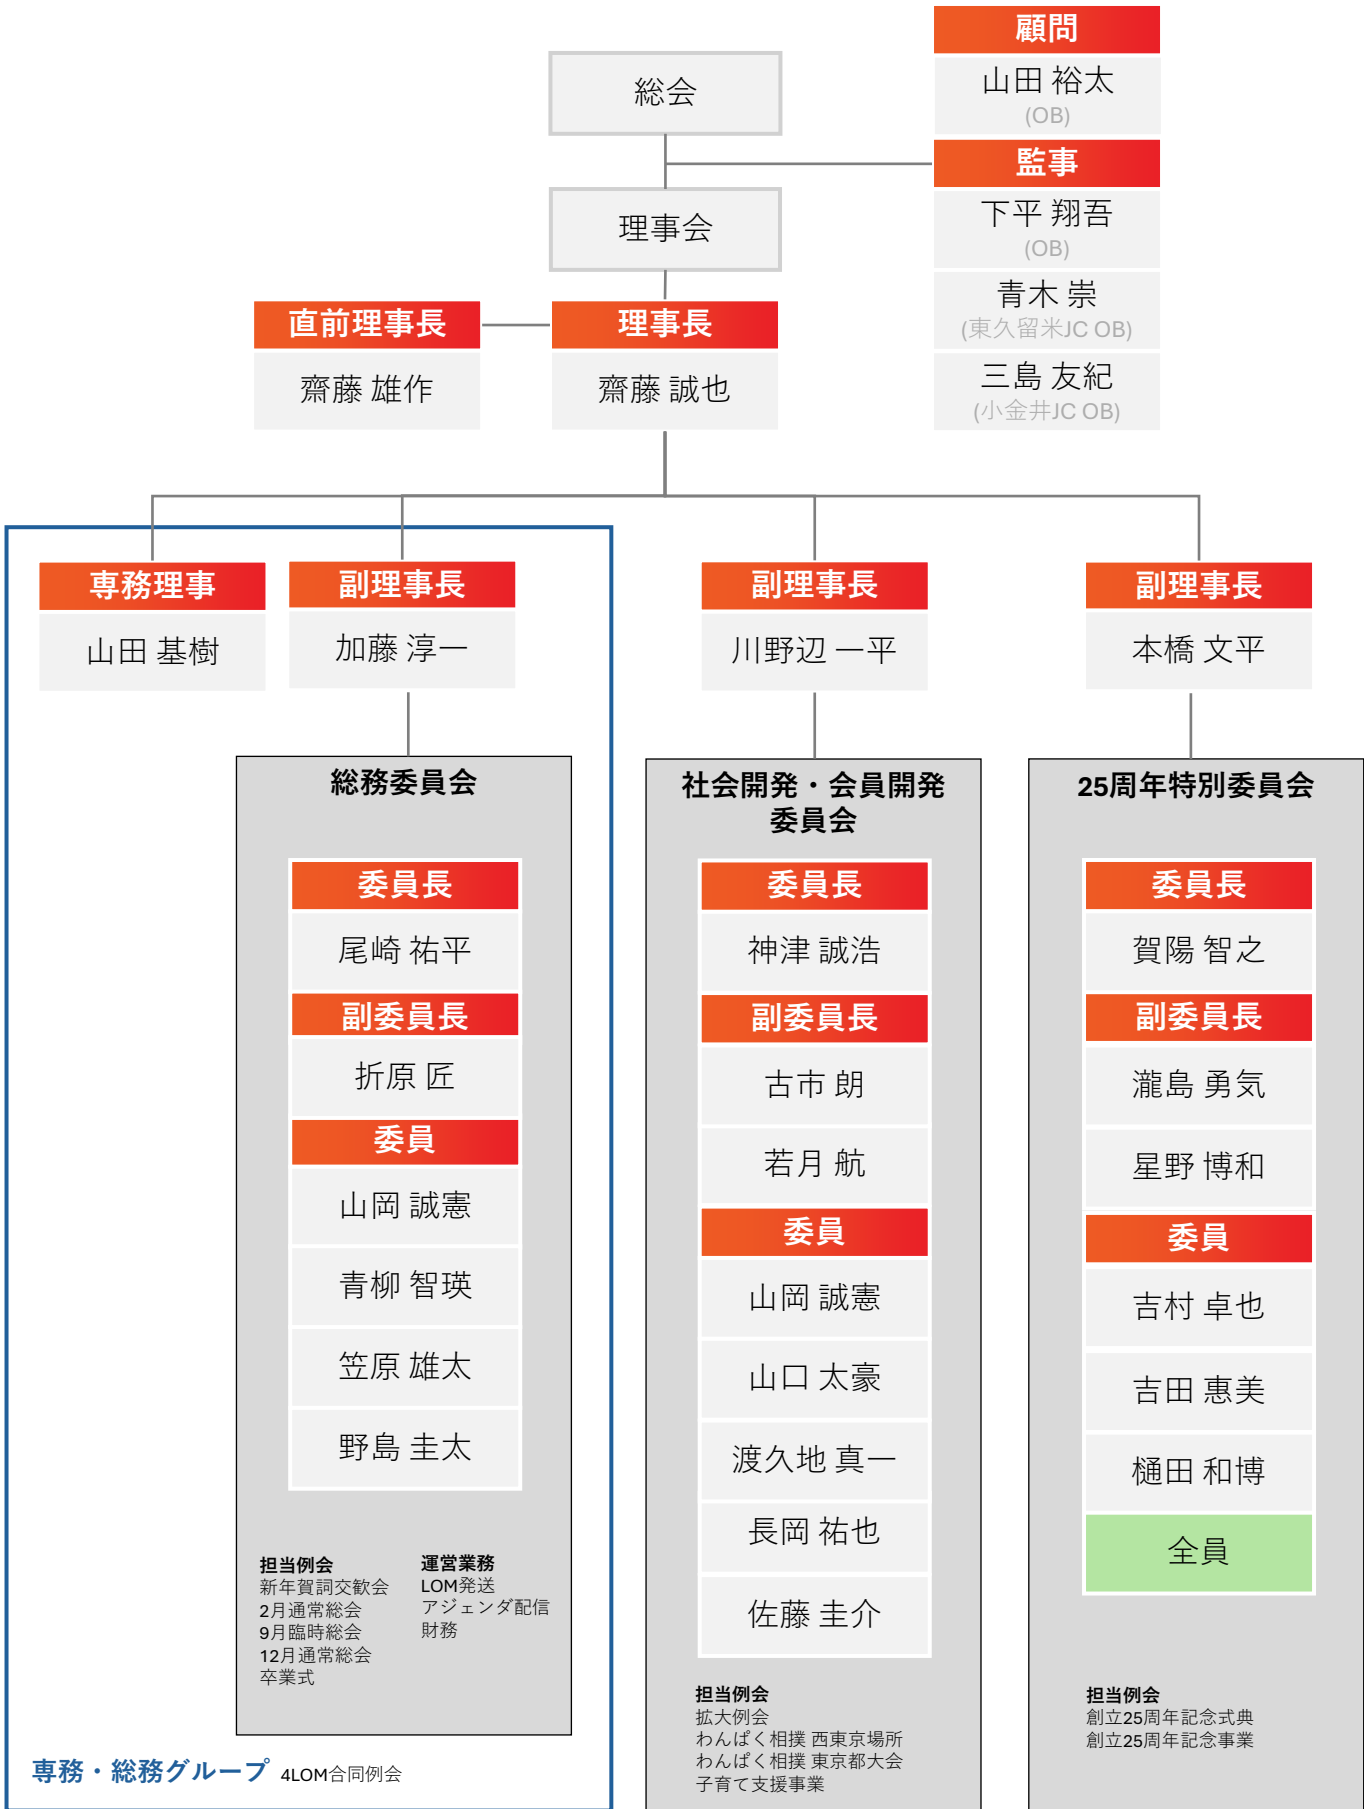 顧問
山田 裕太
(OB)
総会
監事
下平 翔吾
(OB)
青木 崇
(東久留米JC OB)
三島 友紀
(小金井JC OB)
理事会
直前理事長
齋藤 雄作
理事長
齋藤 誠也
専務理事
山田 基樹
副理事長
加藤 淳一
副理事長
川野辺 一平
副理事長
本橋 文平
総務委員会
委員長
尾崎 祐平
副委員長
折原 匠
委員
山岡 誠憲
青柳 智瑛
笠原 雄太
野島 圭太
担当例会
新年賀詞交歓会
2月通常総会
9月臨時総会
12月通常総会
卒業式
運営業務
LOM発送
アジェンダ配信
財務
専務・総務グループ 4LOM合同例会
社会開発・会員開発
委員会
委員長
神津 誠浩
副委員長
古市 朗
若月 航
委員
山岡 誠憲
山口 太豪
渡久地 真一
長岡 祐也
佐藤 圭介
担当例会
拡大例会
わんぱく相撲 西東京場所
わんぱく相撲 東京都大会
子育て支援事業
25周年特別委員会
委員長
賀陽 智之
副委員長
瀧島 勇気
星野 博和
委員
吉村 卓也
吉田 惠美
樋田 和博
全員
担当例会
創立25周年記念式典
創立25周年記念事業